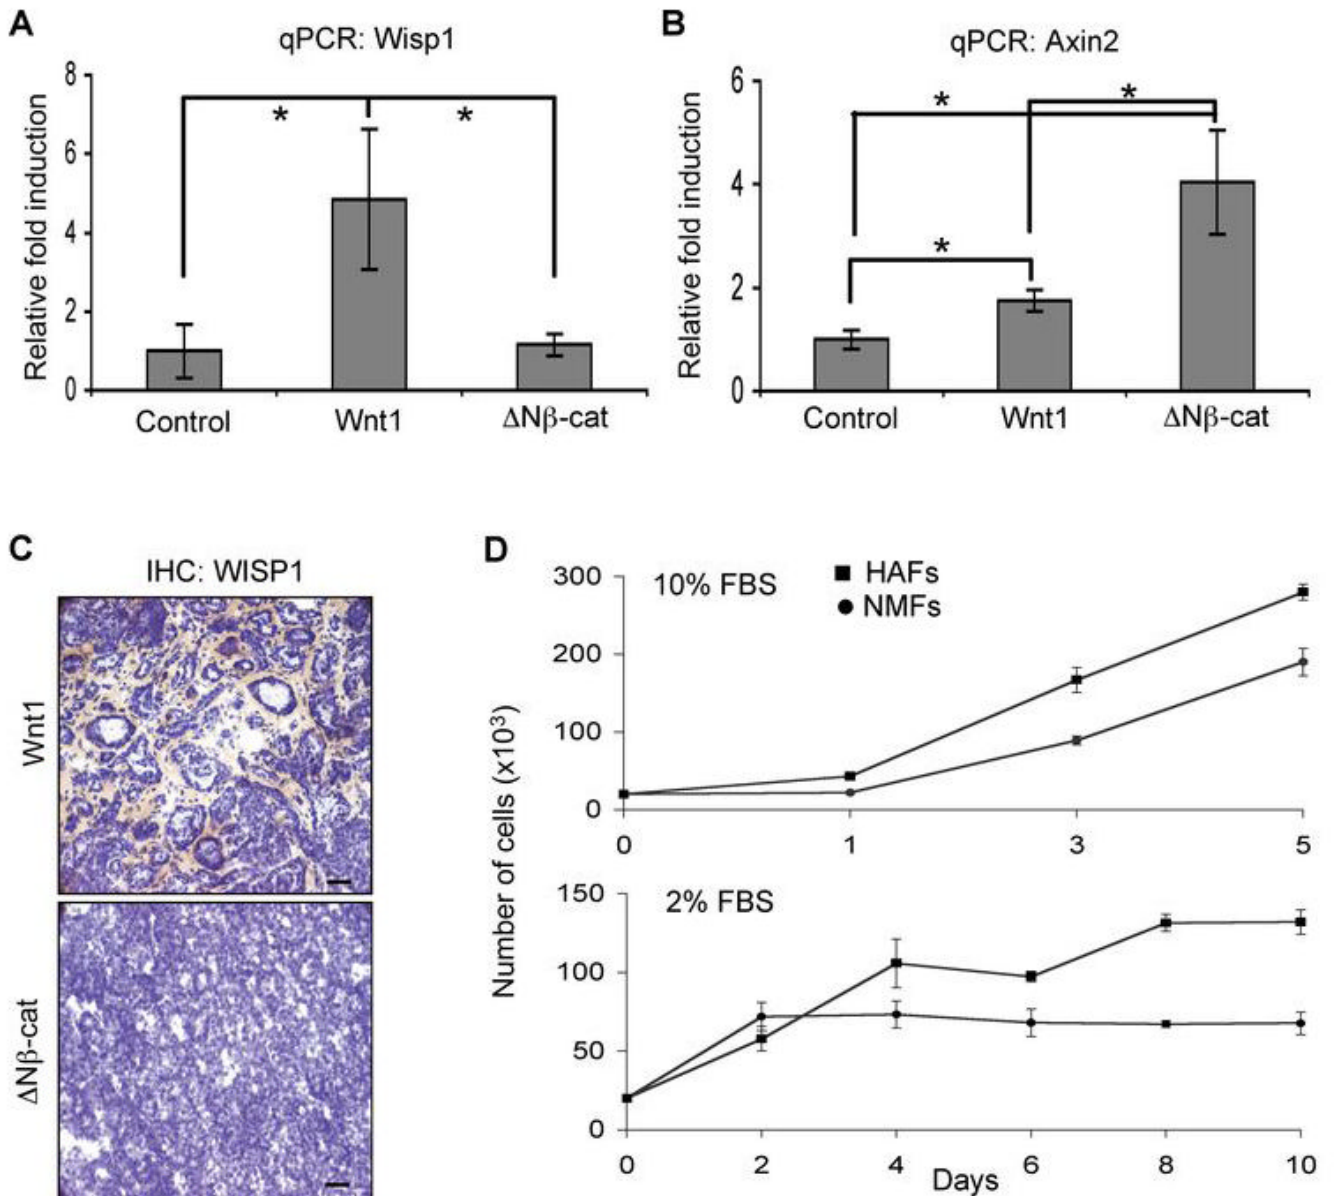 A
qPCR: Wisp1
Relative fold induction
8
6
4
2
0
* *
Control Wnt1 ΔNβ-cat
B
qPCR: Axin2
Relative fold induction
6
4
2
0
* *
*
Control Wnt1 ΔNβ-cat
C
IHC: WISP1
Wnt1
ΔNβ-cat
D
Number of cells (x10³)
10% FBS
HAFs
NMFs
300
200
100
0
0 1 3 5
2% FBS
150
100
50
0
0 2 4 6 8 10
Days